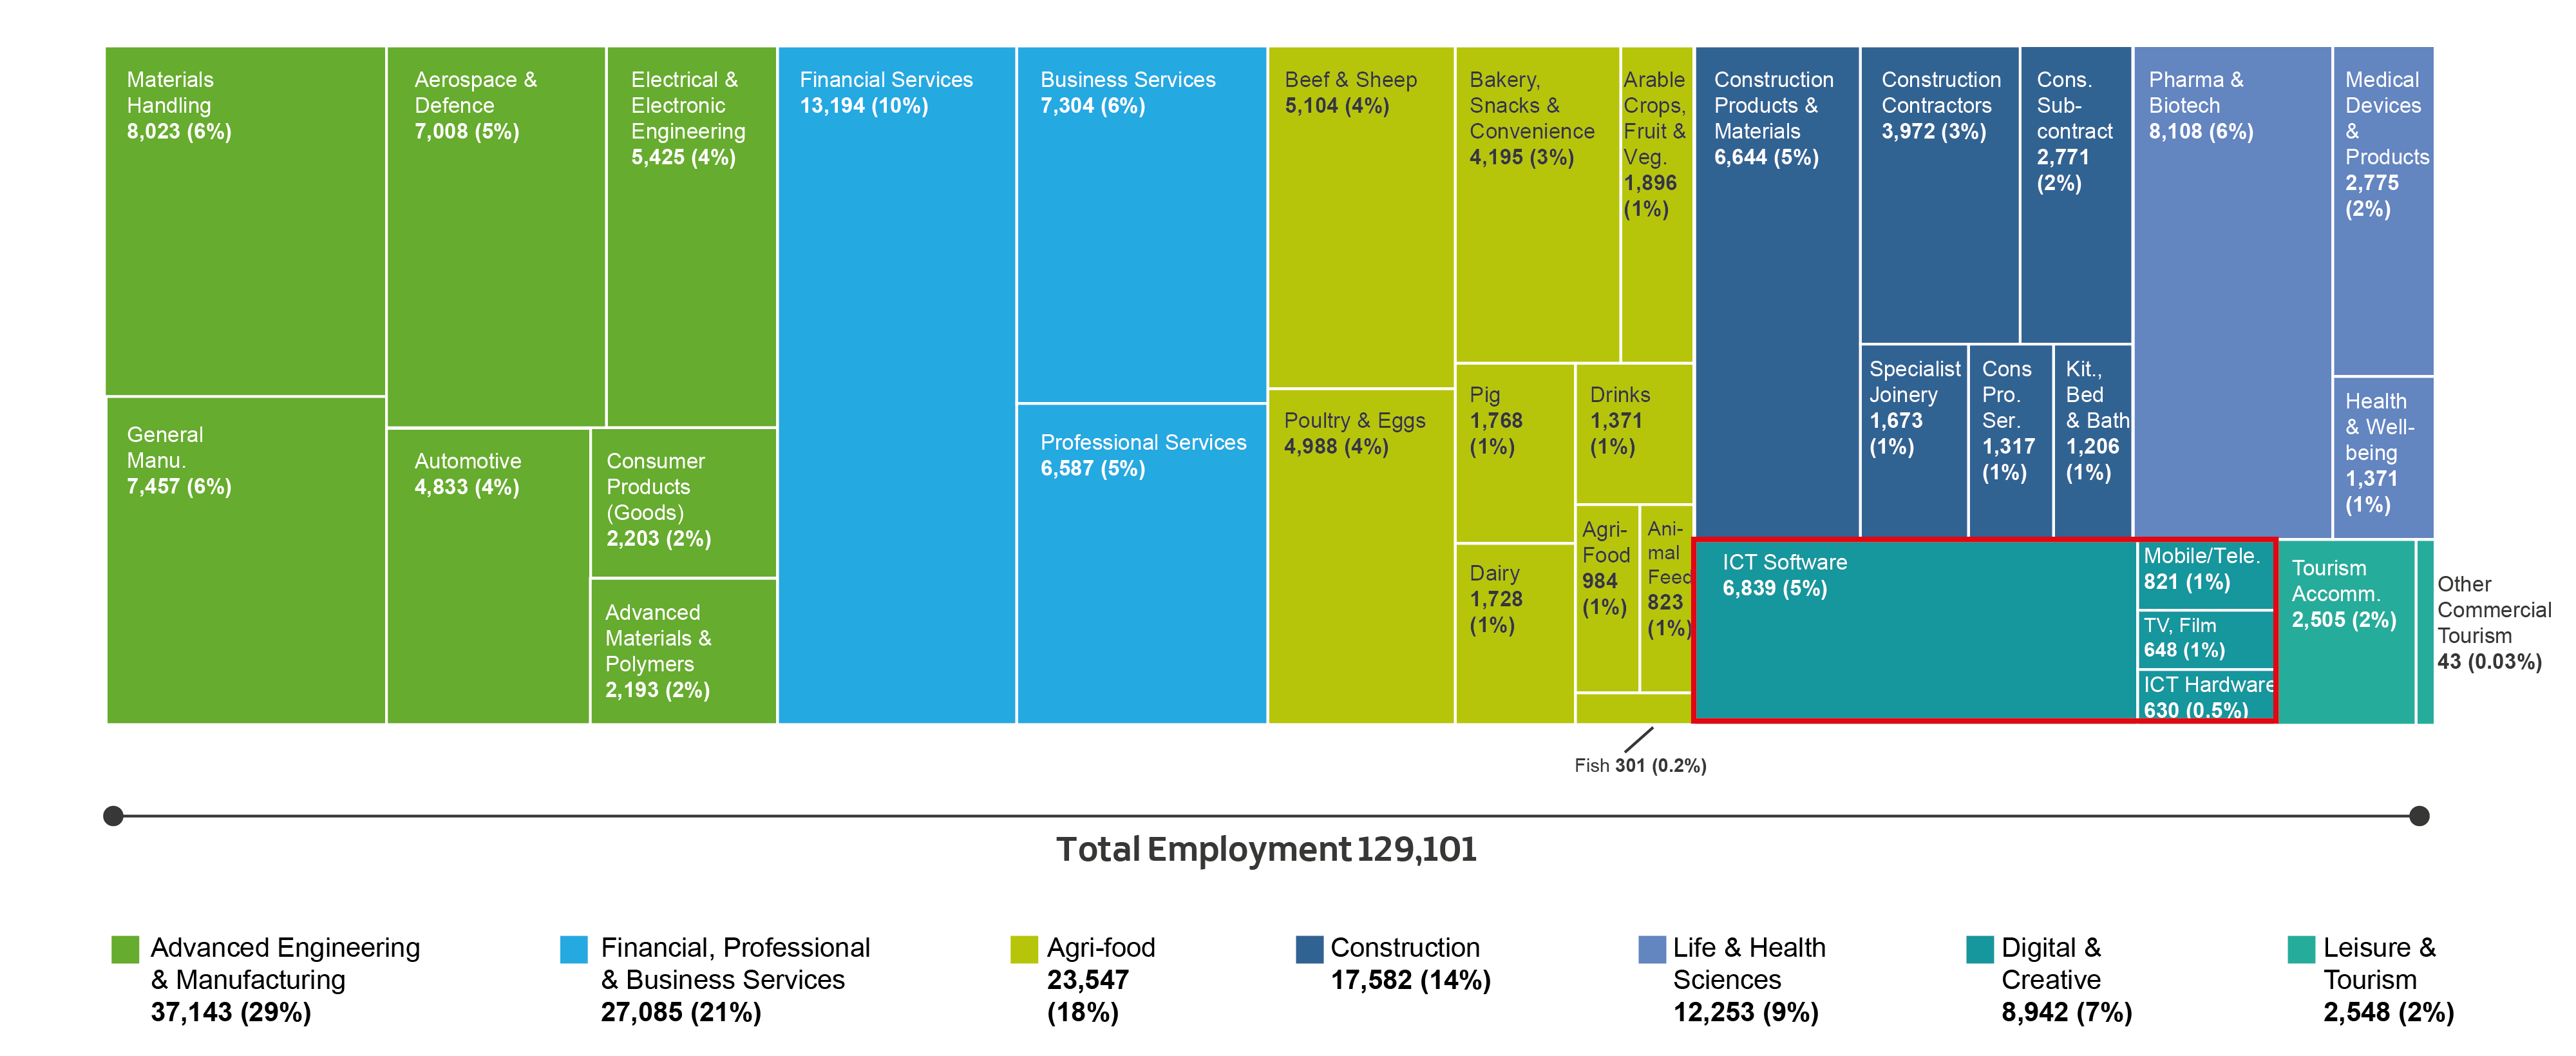 Materials
Handling
8,023 (6%)
General
Manu.
7,457 (6%)
Aerospace &
Defence
7,008 (5%)
Electrical &
Electronic
Engineering
5,425 (4%)
Automotive
4,833 (4%)
Consumer
Products
(Goods)
2,203 (2%)
Advanced
Materials &
Polymers
2,193 (2%)
Financial Services
13,194 (10%)
Business Services
7,304 (6%)
Professional Services
6,587 (5%)
Beef & Sheep
5,104 (4%)
Poultry & Eggs
4,988 (4%)
Bakery,
Snacks &
Convenience
4,195 (3%)
Arable
Crops,
Fruit &
Veg.
1,896
(1%)
Pig
1,768
(1%)
Drinks
1,371
(1%)
Dairy
1,728
(1%)
Agri-
Food
984
(1%)
Ani-
mal
Feed
823
(1%)
Fish 301 (0.2%)
Construction
Products &
Materials
6,644 (5%)
Construction
Contractors
3,972 (3%)
Cons.
Sub-
contract
2,771
(2%)
Specialist
Joinery
1,673
(1%)
Cons
Pro.
Ser.
1,317
(1%)
Kit.,
Bed
& Bath
1,206
(1%)
Pharma &
Biotech
8,108 (6%)
Medical
Devices
&
Products
2,775
(2%)
Health
& Well-
being
1,371
(1%)
ICT Software
6,839 (5%)
Mobile/Tele.
821 (1%)
TV, Film
648 (1%)
ICT Hardware
630 (0.5%)
Tourism
Accomm.
2,505 (2%)
Other
Commercial
Tourism
43 (0.03%)
Total Employment 129,101
Advanced Engineering
& Manufacturing
37,143 (29%)
Financial, Professional
& Business Services
27,085 (21%)
Agri-food
23,547
(18%)
Construction
17,582 (14%)
Life & Health
Sciences
12,253 (9%)
Digital &
Creative
8,942 (7%)
Leisure &
Tourism
2,548 (2%)